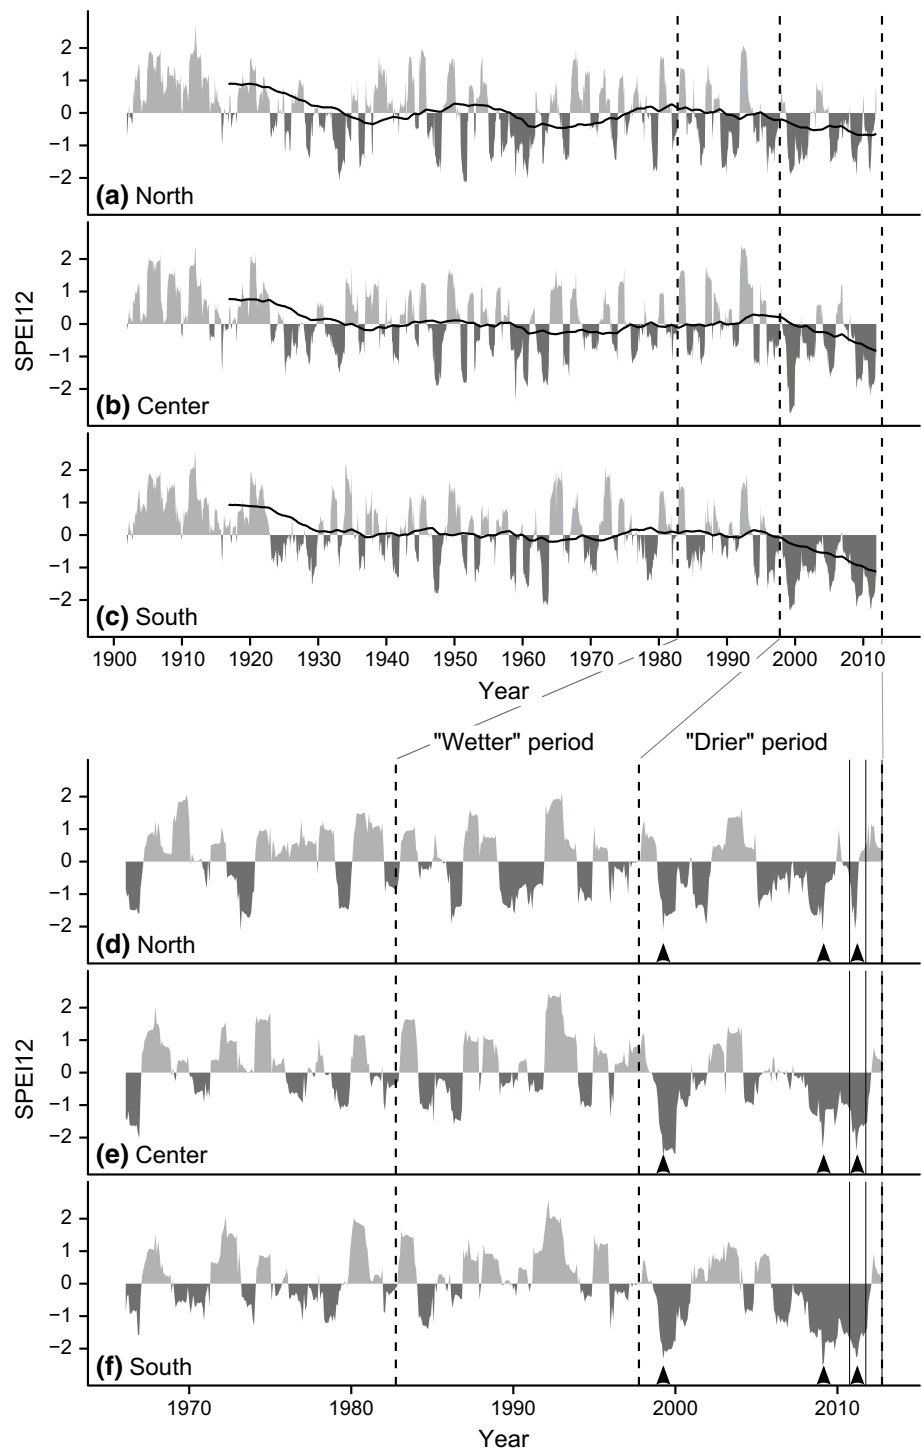 2
1
0
−1
−2
(a) North
2
1
0
−1
−2
(b) Center
SPEI12
2
1
0
−1
−2
(c) South
1900 1910 1920 1930 1940 1950 1960 1970 1980 1990 2000 2010
Year
"Wetter" period "Drier" period
2
1
0
−1
−2
(d) North
2
1
0
−1
−2
(e) Center
SPEI12
2
1
0
−1
−2
(f) South
1970 1980 1990 2000 2010
Year